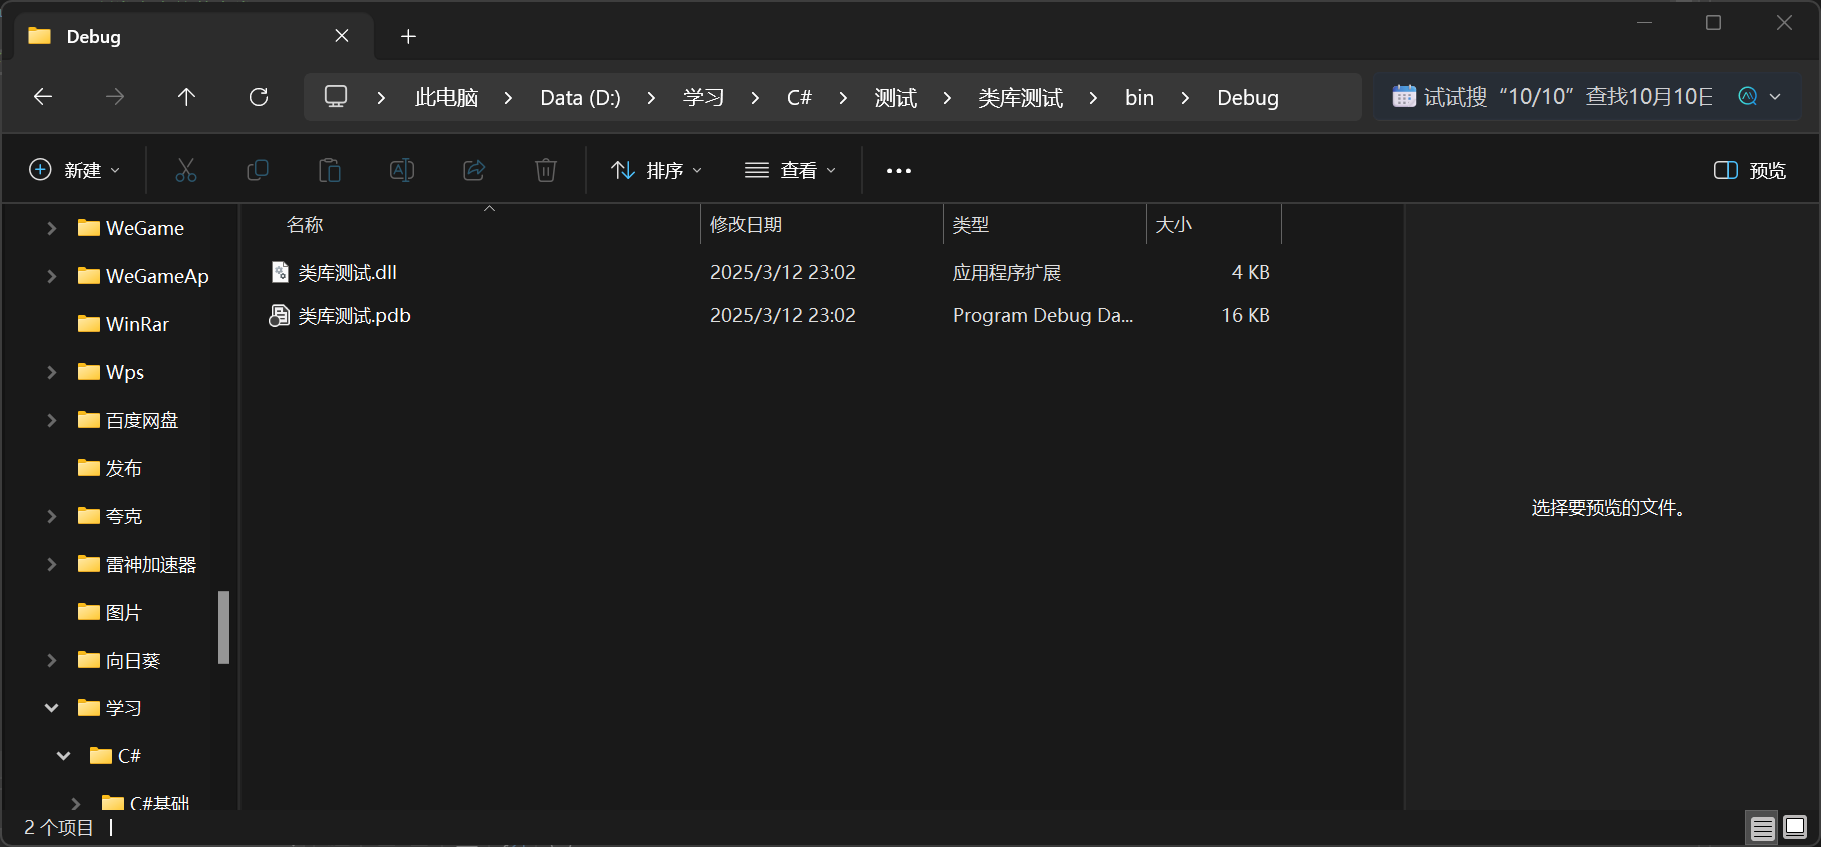 Debug
此电脑 > Data (D:) > 学习 > C# > 测试 > 类库测试 > bin > Debug
试试搜“10/10”查找10月10日
新建 排序 查看 预览
WeGame
WeGameAp
WinRar
Wps
百度网盘
发布
夸克
雷神加速器
图片
向日葵
学习
C#
C#基础
名称 修改日期 类型 大小
类库测试.dll 2025/3/12 23:02 应用程序扩展 4 KB
类库测试.pdb 2025/3/12 23:02 Program Debug Da... 16 KB
选择要预览的文件。
2 个项目